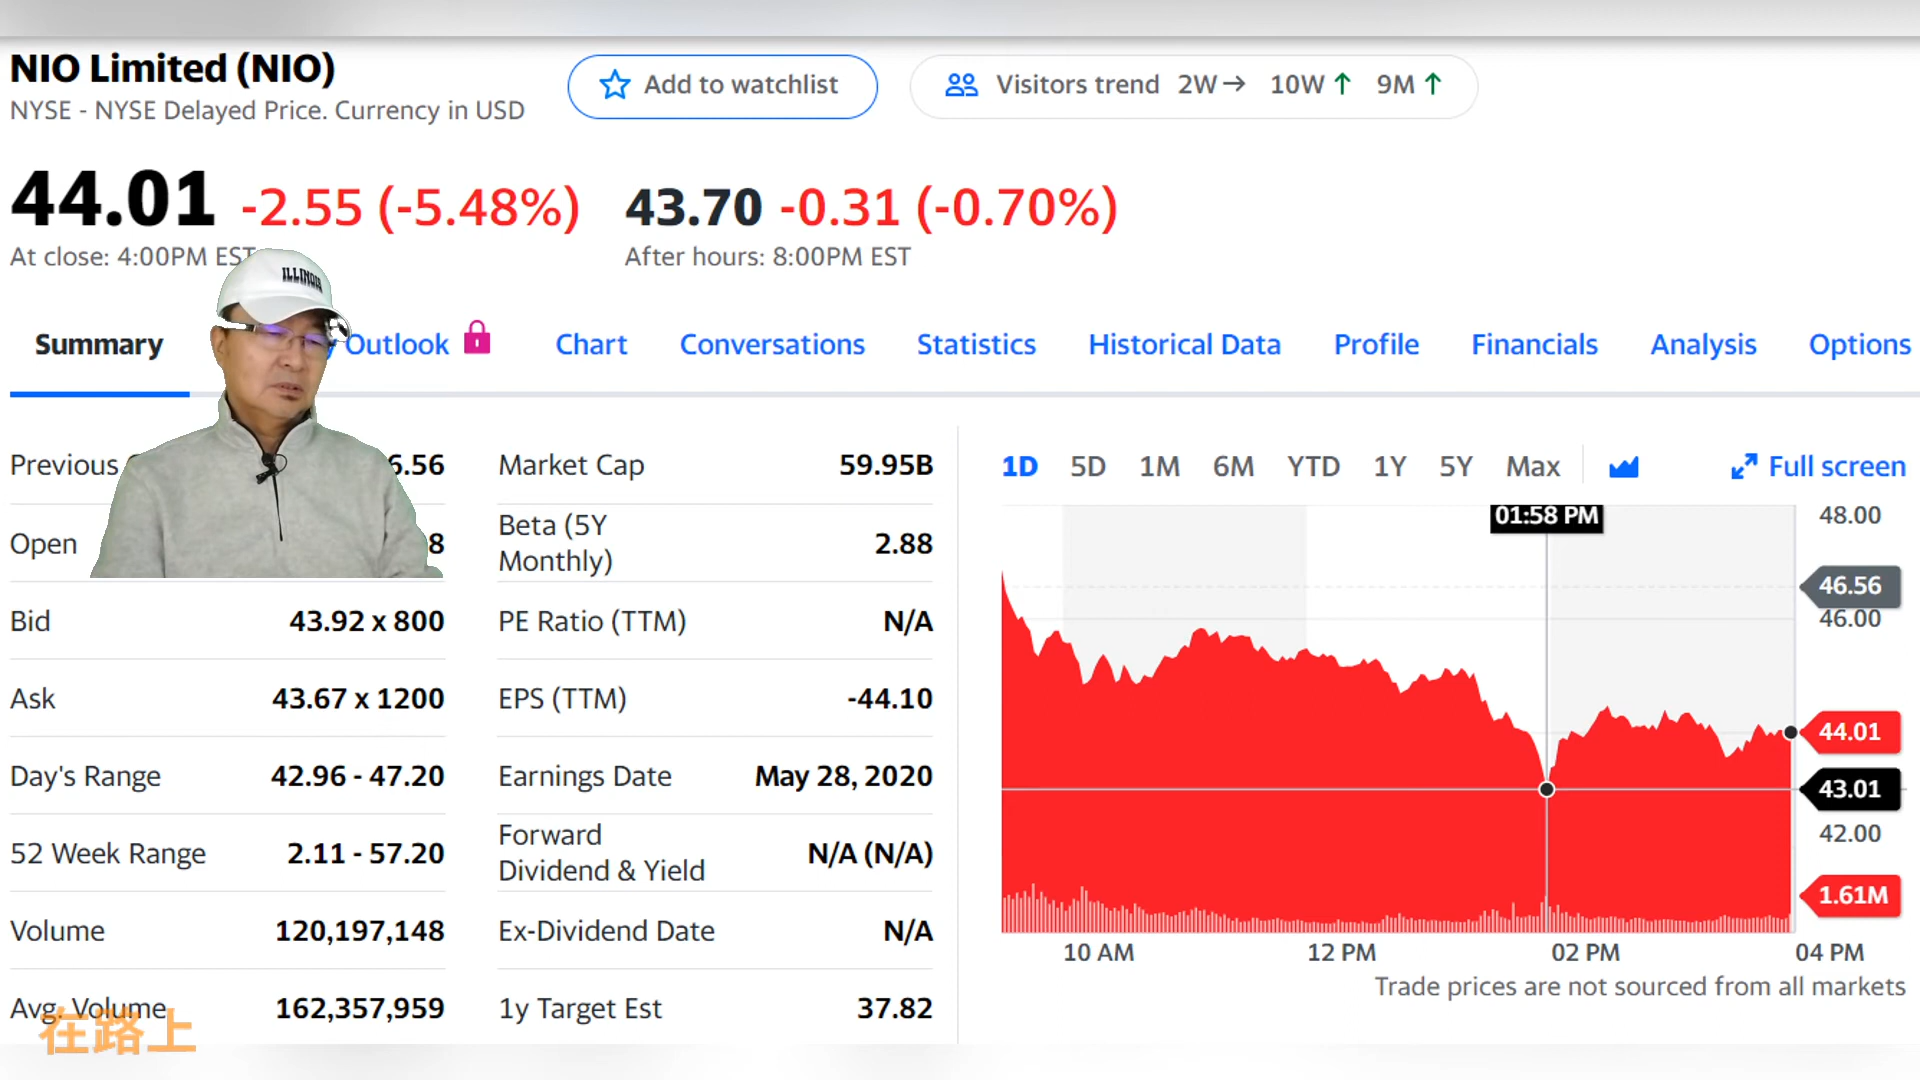 NIO Limited (NIO)
NYSE - NYSE Delayed Price. Currency in USD
Add to watchlist
Visitors trend 2W→ 10W↑ 9M↑
44.01 -2.55 (-5.48%)
At close: 4:00PM EST
43.70 -0.31 (-0.70%)
After hours: 8:00PM EST
ILLINOIS
Summary Outlook Chart Conversations Statistics Historical Data Profile Financials Analysis Options
Previous 6.56
Open 8
Bid 43.92 x 800
Ask 43.67 x 1200
Day's Range 42.96 - 47.20
52 Week Range 2.11 - 57.20
Volume 120,197,148
Avg. Volume 162,357,959
Market Cap 59.95B
Beta (5Y
Monthly) 2.88
PE Ratio (TTM) N/A
EPS (TTM) -44.10
Earnings Date May 28, 2020
Forward
Dividend & Yield N/A (N/A)
Ex-Dividend Date N/A
1y Target Est 37.82
1D 5D 1M 6M YTD 1Y 5Y Max Full screen
01:58 PM
48.00
46.56
46.00
44.01
43.01
42.00
1.61M
10 AM 12 PM 02 PM 04 PM
Trade prices are not sourced from all markets
在路上